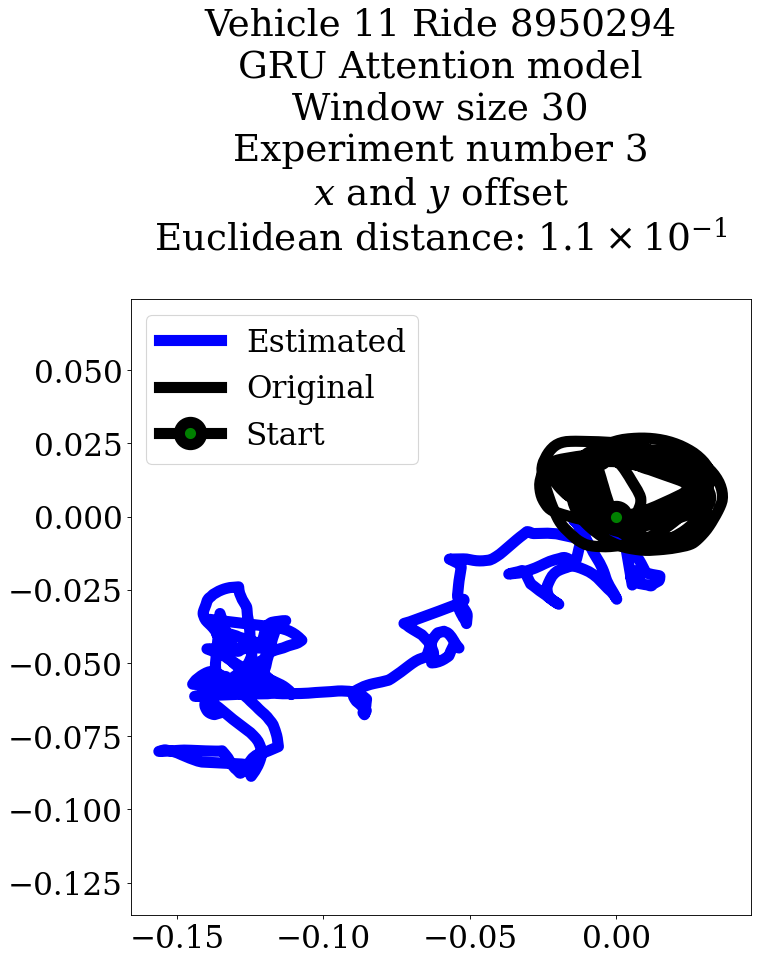 Vehicle 11 Ride 8950294
GRU Attention model
Window size 30
Experiment number 3
x and y offset
Euclidean distance: 1.1 × 10⁻¹
Estimated
Original
Start
0.050
0.025
0.000
−0.025
−0.050
−0.075
−0.100
−0.125
−0.15 −0.10 −0.05 0.00